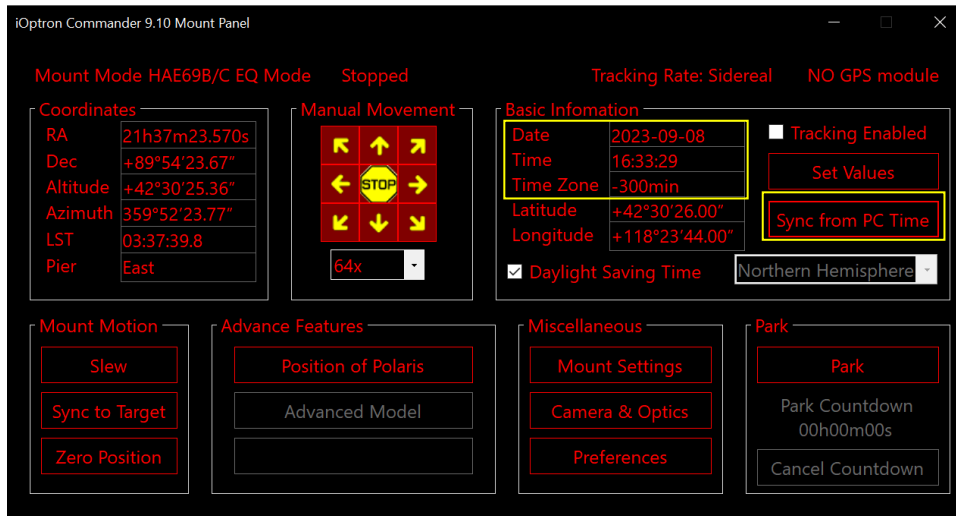 iOptron Commander 9.10 Mount Panel
Mount Mode HAE69B/C EQ Mode Stopped Tracking Rate: Sidereal NO GPS module
Coordinates
RA 21h37m23.570s
Dec +89°54'23.67"
Altitude +42°30'25.36"
Azimuth 359°52'23.77"
LST 03:37:39.8
Pier East
Manual Movement
STOP
64x
Basic Infomation
Date 2023-09-08
Time 16:33:29
Time Zone -300min
Latitude +42°30'26.00"
Longitude +118°23'44.00"
Daylight Saving Time
Tracking Enabled
Set Values
Sync from PC Time
Northern Hemisphere
Mount Motion
Slew
Sync to Target
Zero Position
Advance Features
Position of Polaris
Advanced Model
Miscellaneous
Mount Settings
Camera & Optics
Preferences
Park
Park
Park Countdown
00h00m00s
Cancel Countdown